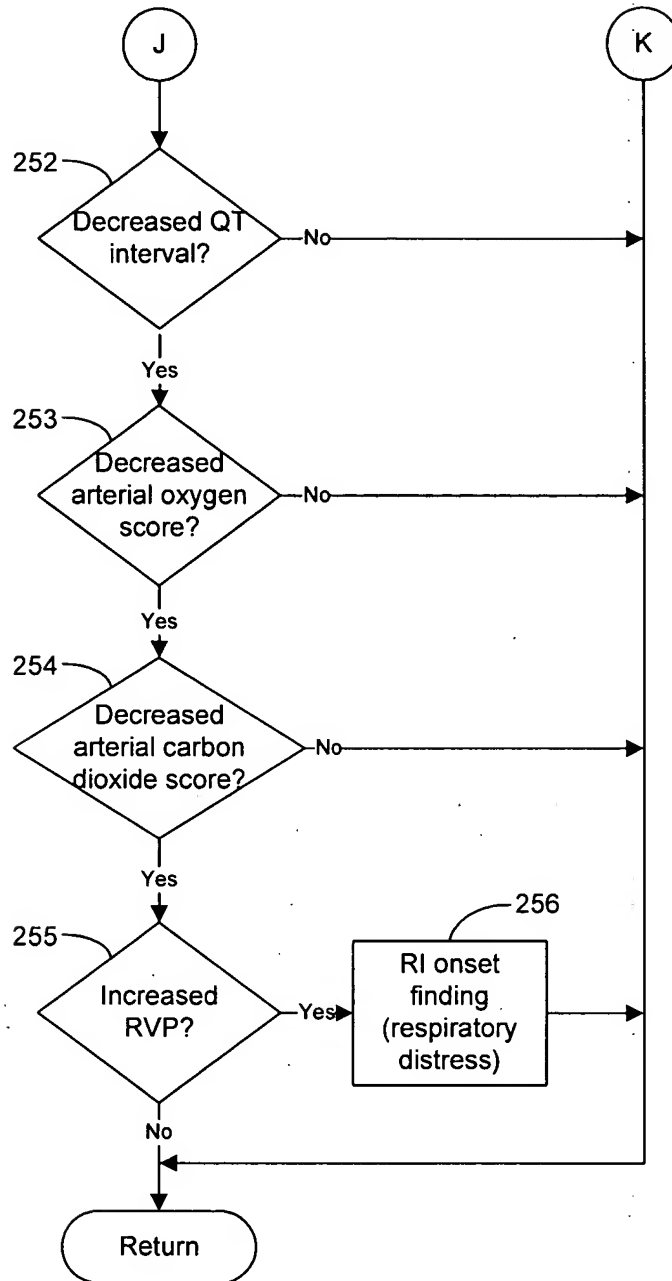 J
K
252
Decreased QT
interval?
No
Yes
253
Decreased
arterial oxygen
score?
No
Yes
254
Decreased
arterial carbon
dioxide score?
No
Yes
255
Increased
RVP?
Yes
256
RI onset
finding
(respiratory
distress)
No
Return